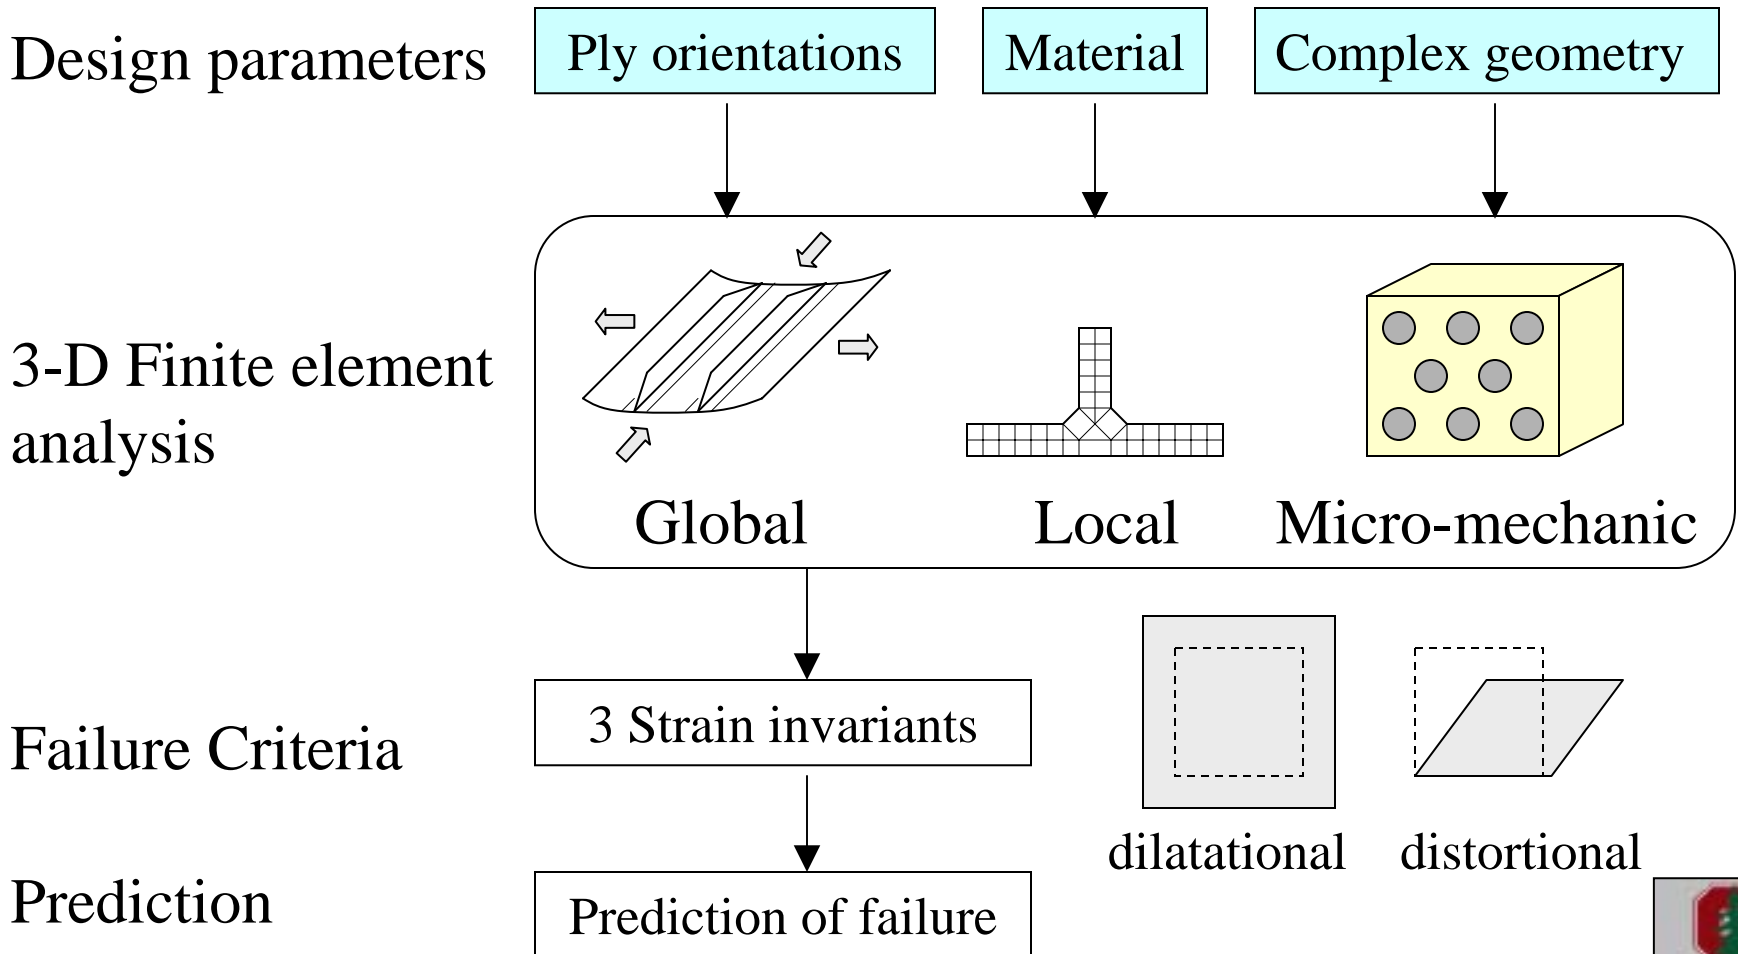 Design parameters
Ply orientations
Material
Complex geometry
3-D Finite element
analysis
Global
Local
Micro-mechanic
Failure Criteria
3 Strain invariants
dilatational
distortional
Prediction
Prediction of failure